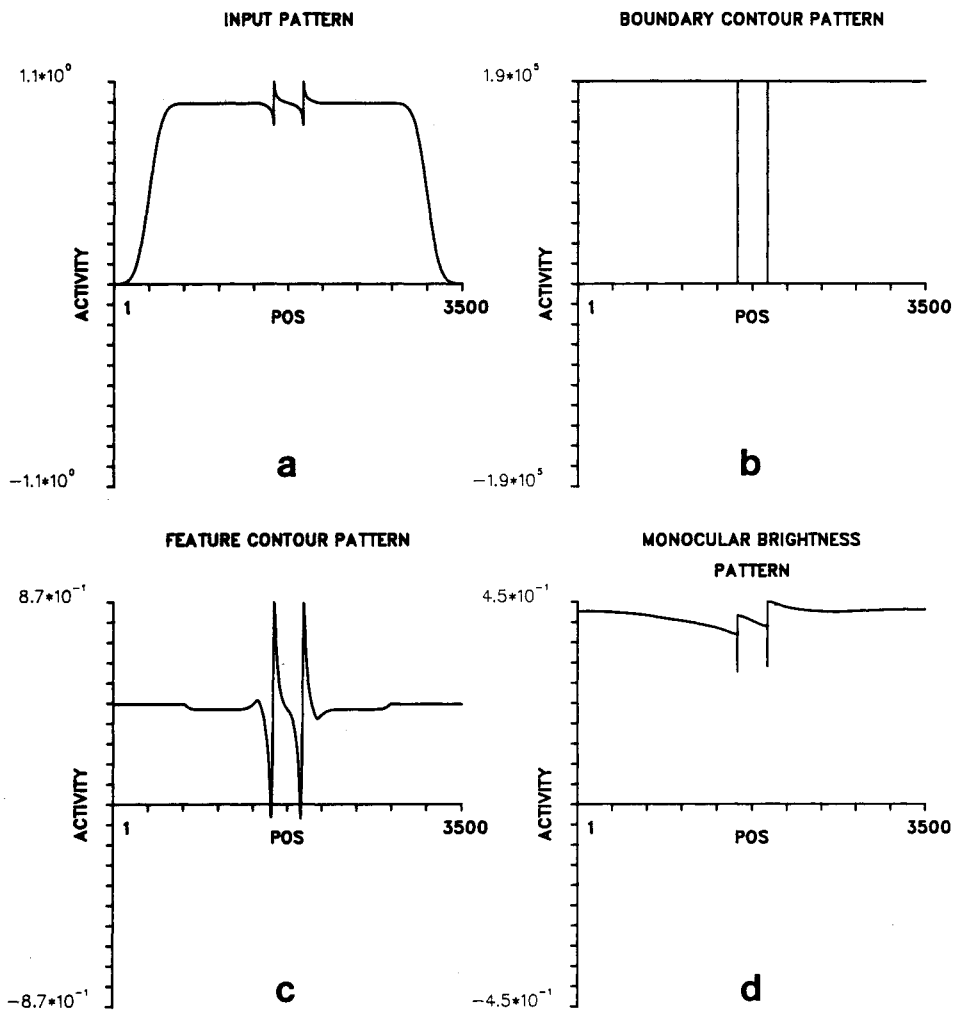 INPUT PATTERN
1.1*10⁰
ACTIVITY
1
POS
3500
-1.1*10⁰
a
BOUNDARY CONTOUR PATTERN
1.9*10⁵
ACTIVITY
1
POS
3500
-1.9*10⁵
b
FEATURE CONTOUR PATTERN
8.7*10⁻¹
ACTIVITY
1
POS
3500
-8.7*10⁻¹
c
MONOCULAR BRIGHTNESS
PATTERN
4.5*10⁻¹
ACTIVITY
1
POS
3500
-4.5*10⁻¹
d